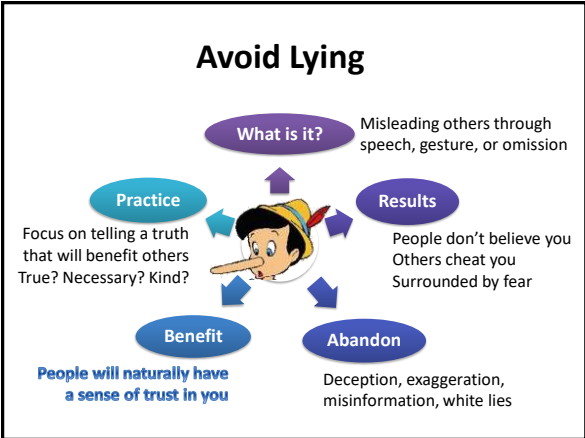 Avoid Lying
What is it?
Misleading others through
speech, gesture, or omission
Practice
Focus on telling a truth
that will benefit others
True? Necessary? Kind?
Results
People don’t believe you
Others cheat you
Surrounded by fear
Benefit
People will naturally have
a sense of trust in you
Abandon
Deception, exaggeration,
misinformation, white lies